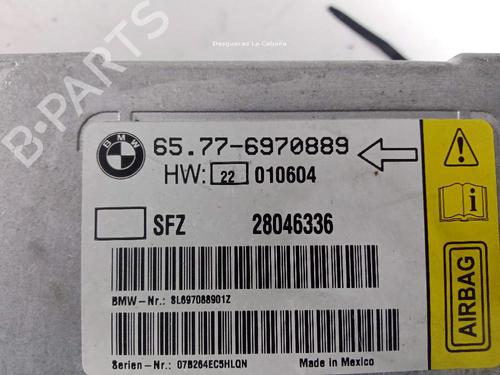 Desguaces La Cabaña
B-PARTS
BMW
65.77-6970889
HW: 22 010604
SFZ 28046336
BMW-Nr.: 8L697088901Z
Serien-Nr.: 07B264EC5HLQN Made in Mexico
AIRBAG